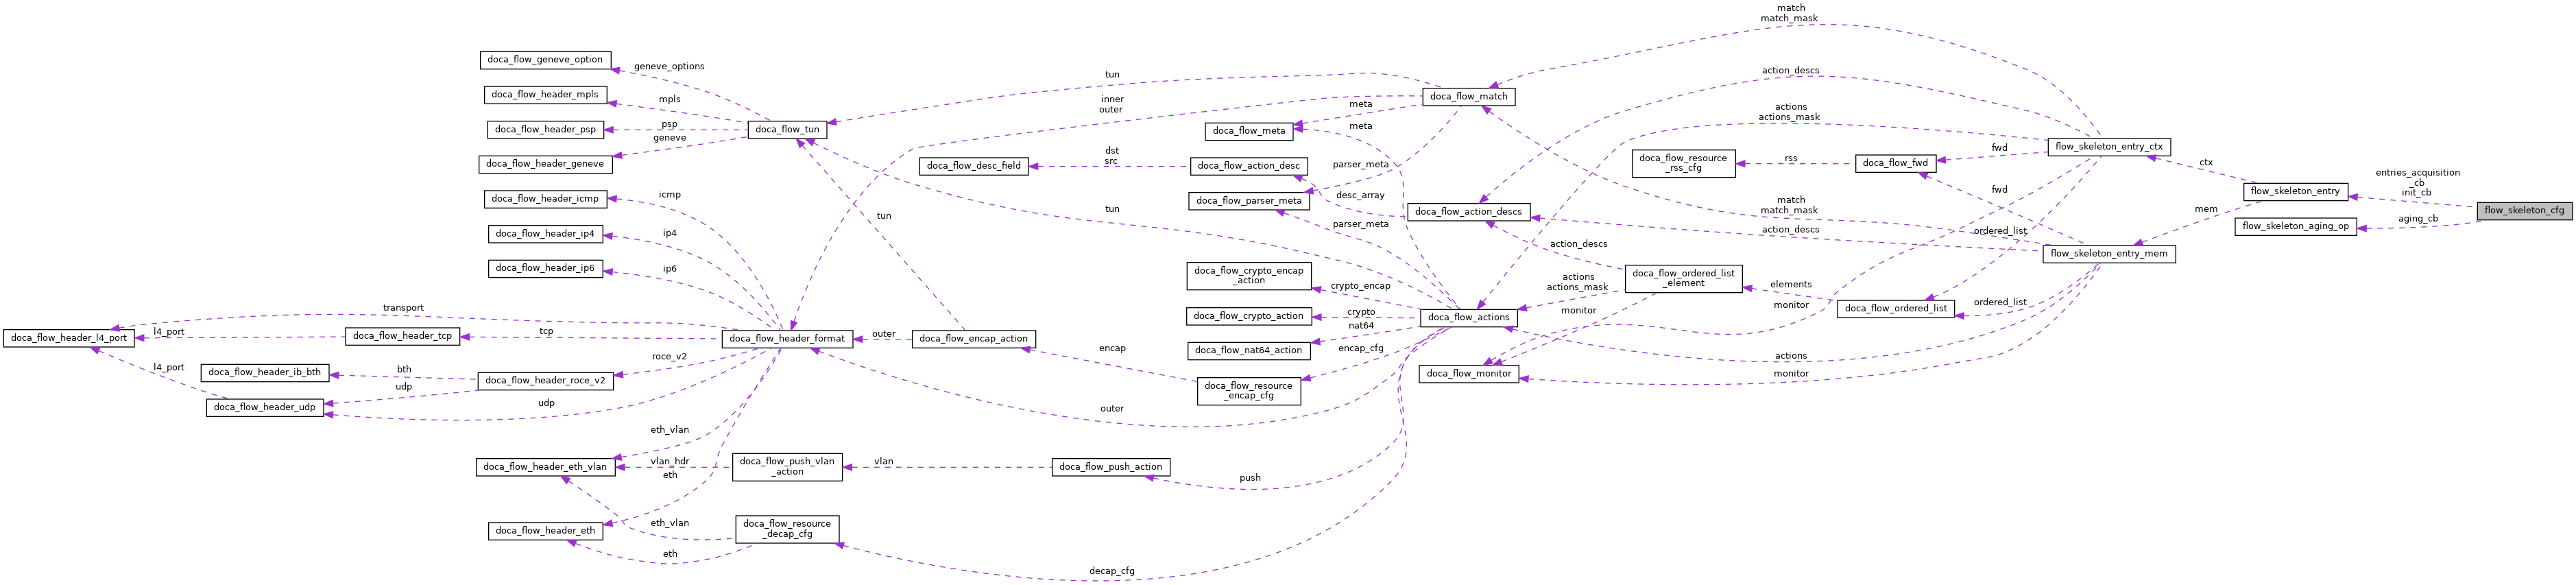 match
match_mask
doca_flow_geneve_option
geneve_options
tun
action_descs
doca_flow_header_mpls
mpls
inner
outer
doca_flow_match
meta
actions
actions_mask
doca_flow_header_psp
psp
doca_flow_tun
doca_flow_meta
meta
geneve
doca_flow_header_geneve
dst
src
doca_flow_desc_field
doca_flow_action_desc
parser_meta
doca_flow_resource
_rss_cfg
rss
doca_flow_fwd
fwd
flow_skeleton_entry_ctx
ctx
doca_flow_header_icmp
icmp
doca_flow_parser_meta
desc_array
fwd
flow_skeleton_entry
entries_acquisition
_cb
init_cb
match
match_mask
mem
doca_flow_action_descs
tun
tun
parser_meta
flow_skeleton_cfg
aging_cb
flow_skeleton_aging_op
doca_flow_header_ip4
ip4
action_descs
ordered_list
action_descs
flow_skeleton_entry_mem
doca_flow_header_ip6
ip6
doca_flow_crypto_encap
_action
crypto_encap
actions
actions_mask
doca_flow_ordered_list
_element
elements
monitor
doca_flow_ordered_list
ordered_list
transport
doca_flow_crypto_action
crypto
doca_flow_actions
monitor
nat64
doca_flow_header_l4_port
l4_port
doca_flow_header_tcp
tcp
doca_flow_header_format
outer
doca_flow_encap_action
encap
doca_flow_nat64_action
encap_cfg
actions
roce_v2
doca_flow_header_ib_bth
bth
l4_port
doca_flow_header_roce_v2
udp
doca_flow_resource
_encap_cfg
doca_flow_monitor
monitor
doca_flow_header_udp
udp
outer
eth_vlan
doca_flow_header_eth_vlan
vlan_hdr
eth
doca_flow_push_vlan
_action
vlan
doca_flow_push_action
push
doca_flow_header_eth
eth_vlan
doca_flow_resource
_decap_cfg
eth
decap_cfg